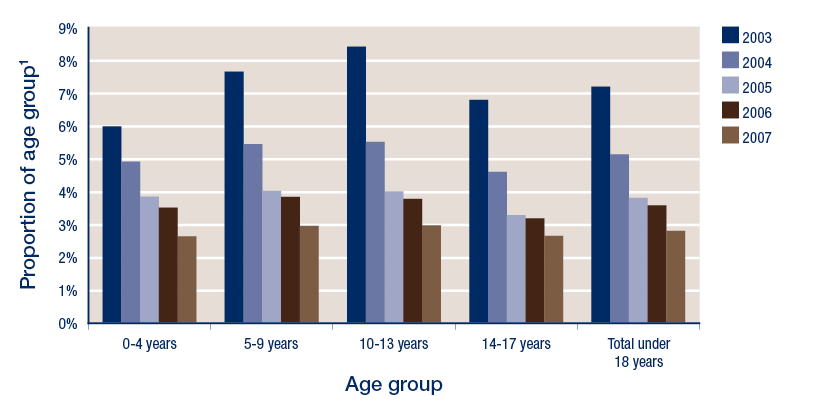 Proportion of age group¹
9%
8%
7%
6%
5%
4%
3%
2%
1%
0%
0-4 years
5-9 years
10-13 years
14-17 years
Total under
18 years
Age group
2003
2004
2005
2006
2007